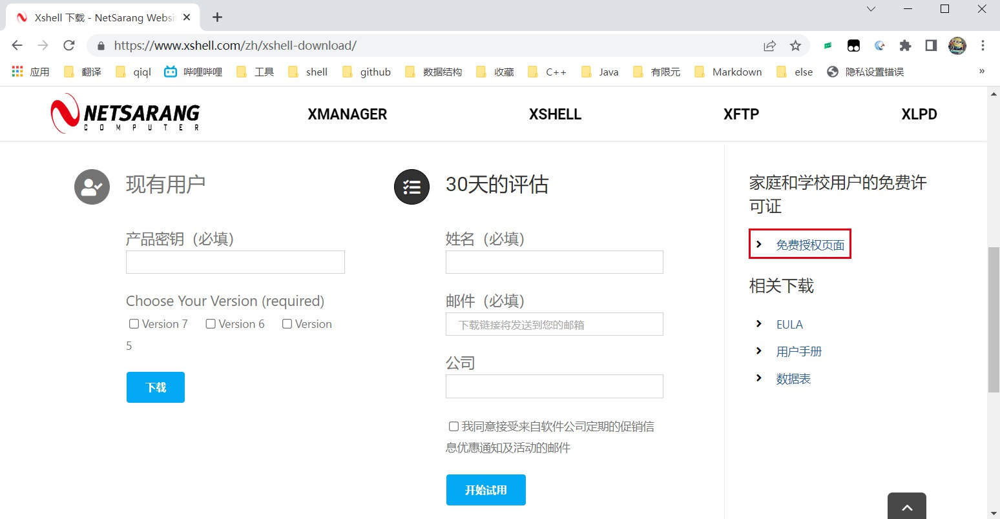 Xshell 下载 - NetSarang Websi
https://www.xshell.com/zh/xshell-download/
应用 翻译 qiql 哔哩哔哩 工具 shell github 数据结构 收藏 C++ Java 有限元 Markdown else 隐私设置错误 »
NETSARANG
COMPUTER
XMANAGER XSHELL XFTP XLPD
现有用户
产品密钥（必填）
Choose Your Version (required)
Version 7 Version 6 Version
5
下载
30天的评估
姓名（必填）
邮件（必填）
下载链接将发送到您的邮箱
公司
我同意接受来自软件公司定期的促销信
息优惠通知及活动的邮件
开始试用
家庭和学校用户的免费许
可证
免费授权页面
相关下载
EULA
用户手册
数据表